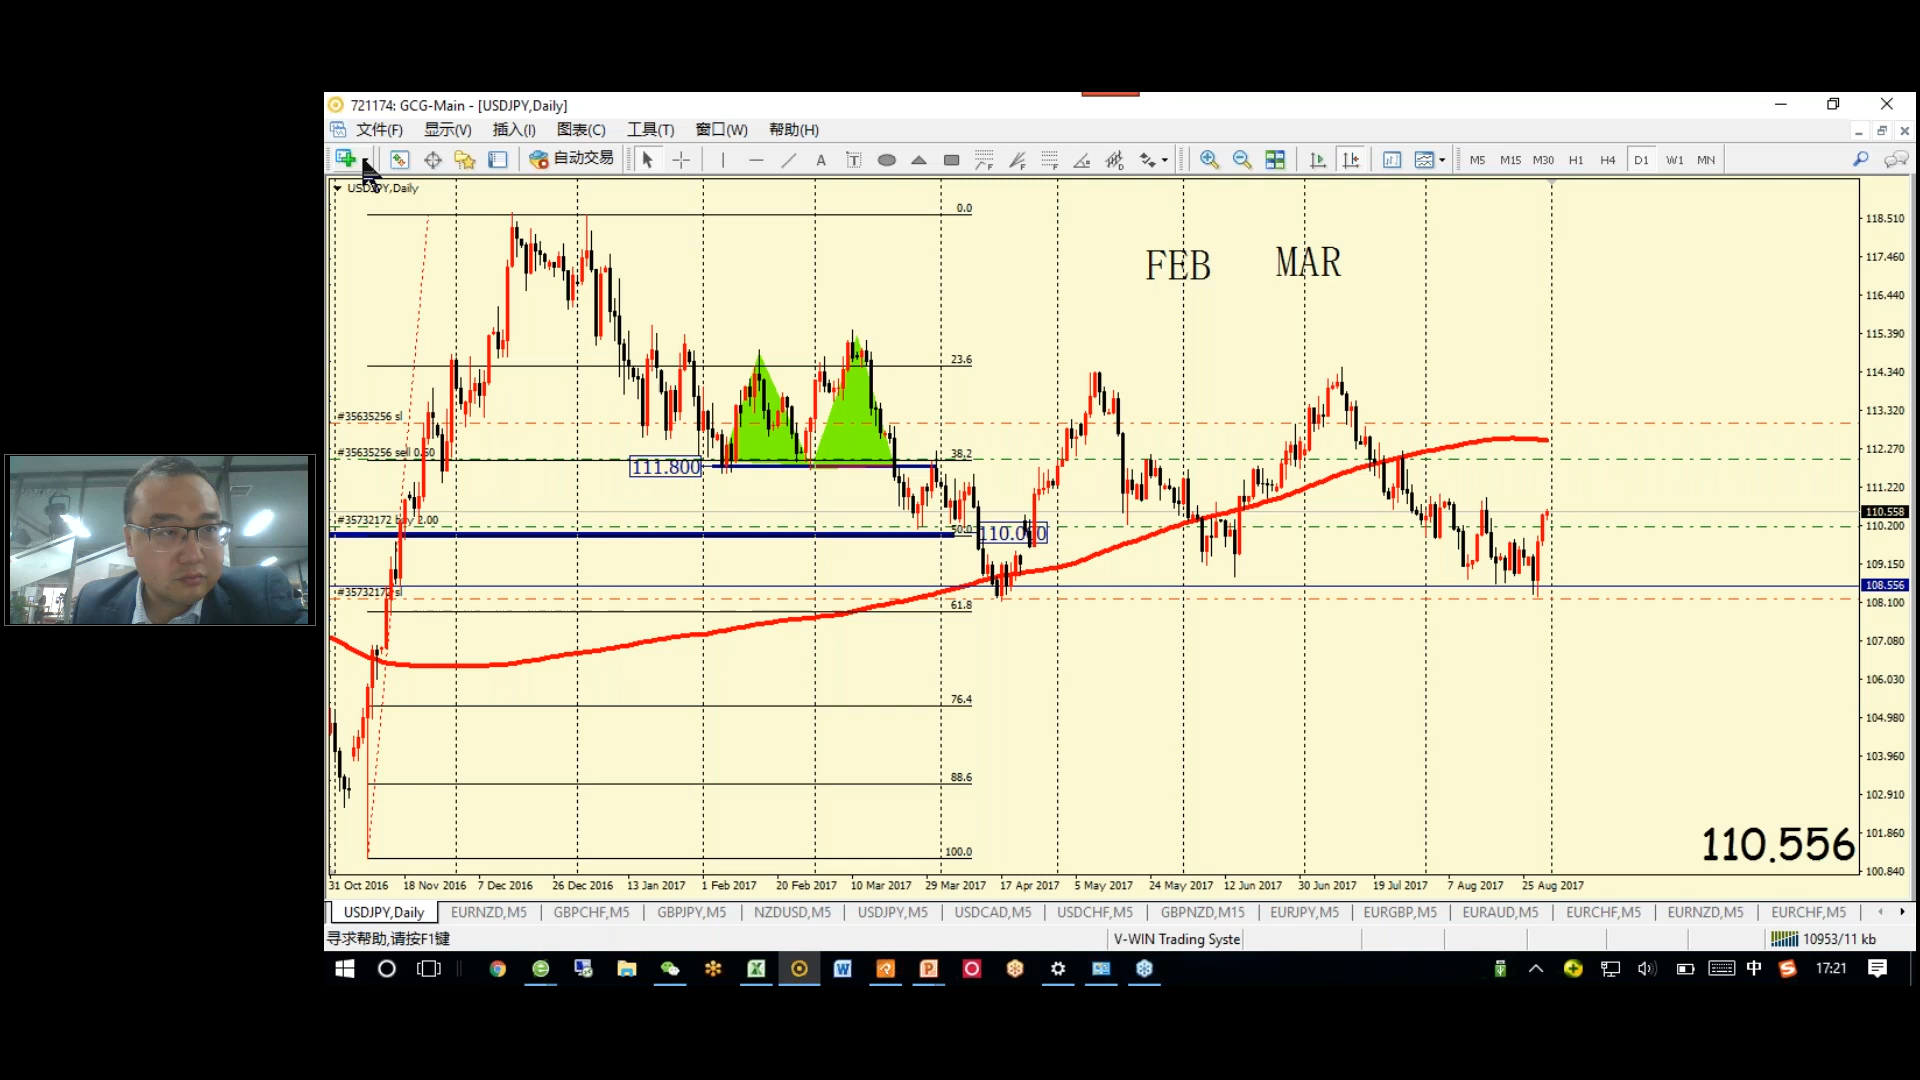 721174: GCG-Main - [USDJPY,Daily]
文件(F) 显示(V) 插入(I) 图表(C) 工具(T) 窗口(W) 帮助(H)
自动交易 A T M5 M15 M30 H1 H4 D1 W1 MN
USDJPY,Daily
0.0
118.510
FEB MAR
117.460
116.440
115.390
23.6
114.340
#35635256 sl
113.320
#35635256 sell 0.50
38.2
112.270
111.800
111.220
110.558
#35732172 buy 2.00
110.200
50.0
109.150
108.556
#35732172 sl
61.8
108.100
107.080
106.030
76.4
104.980
103.960
88.6
102.910
101.860
110.556
100.0
100.840
31 Oct 2016 18 Nov 2016 7 Dec 2016 26 Dec 2016 13 Jan 2017 1 Feb 2017 20 Feb 2017 10 Mar 2017 29 Mar 2017 17 Apr 2017 5 May 2017 24 May 2017 12 Jun 2017 30 Jun 2017 19 Jul 2017 7 Aug 2017 25 Aug 2017
USDJPY,Daily EURNZD,M5 GBPCHF,M5 GBPJPY,M5 NZDUSD,M5 USDJPY,M5 USDCAD,M5 USDCHF,M5 GBPNZD,M15 EURJPY,M5 EURGBP,M5 EURAUD,M5 EURCHF,M5 EURNZD,M5 EURCHF,M5
寻求帮助,请按F1键 V-WIN Trading Syste 10953/11 kb
中 17:21